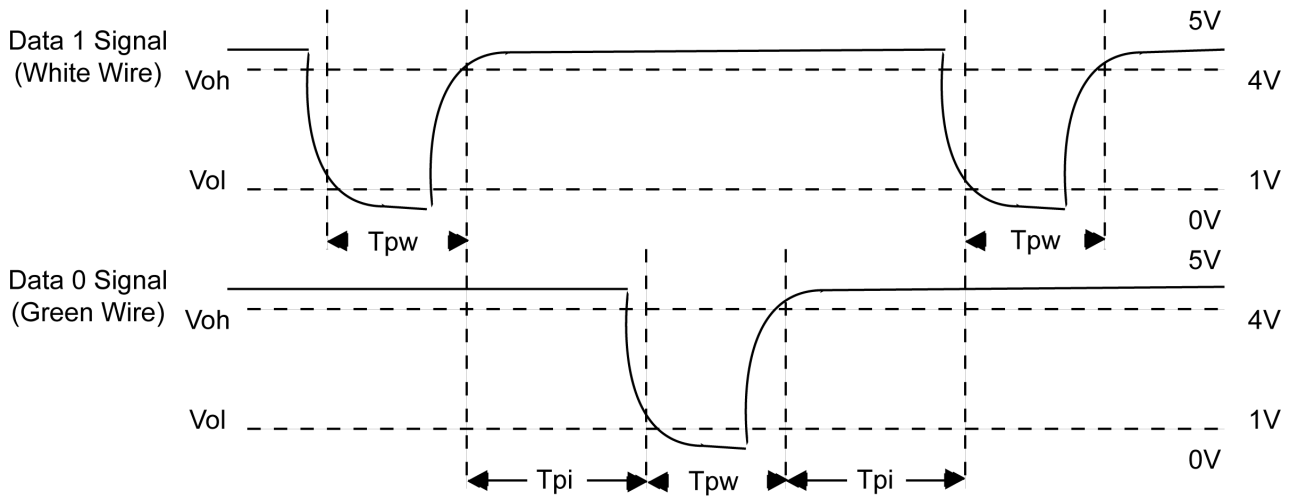 5V
Data 1 Signal
(White Wire)
Voh
4V
Vol
1V
0V
Tpw
Tpw
5V
Data 0 Signal
(Green Wire)
Voh
4V
Vol
1V
0V
Tpi
Tpw
Tpi